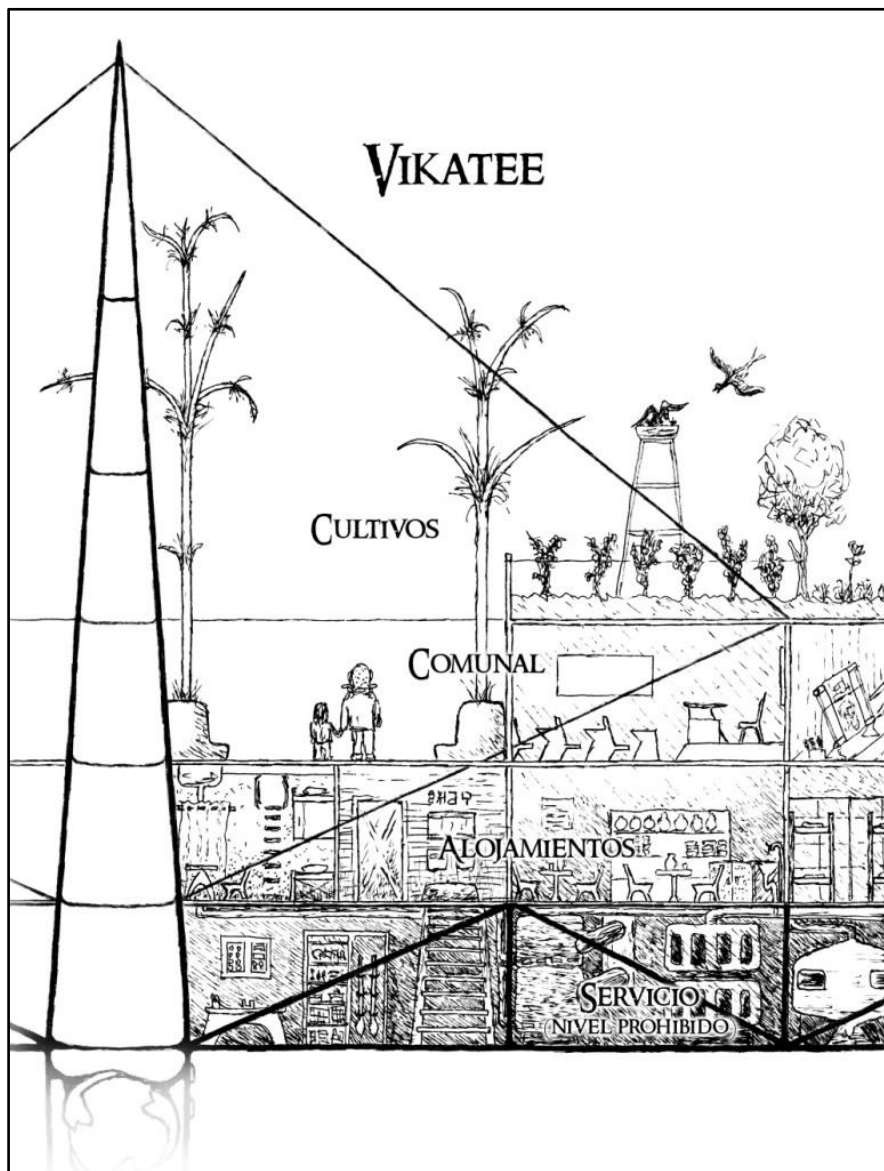 VIKATEE
CULTIVOS
COMUNAL
ALOJAMIENTOS
SERVICIO
(NIVEL PROHIBIDO)